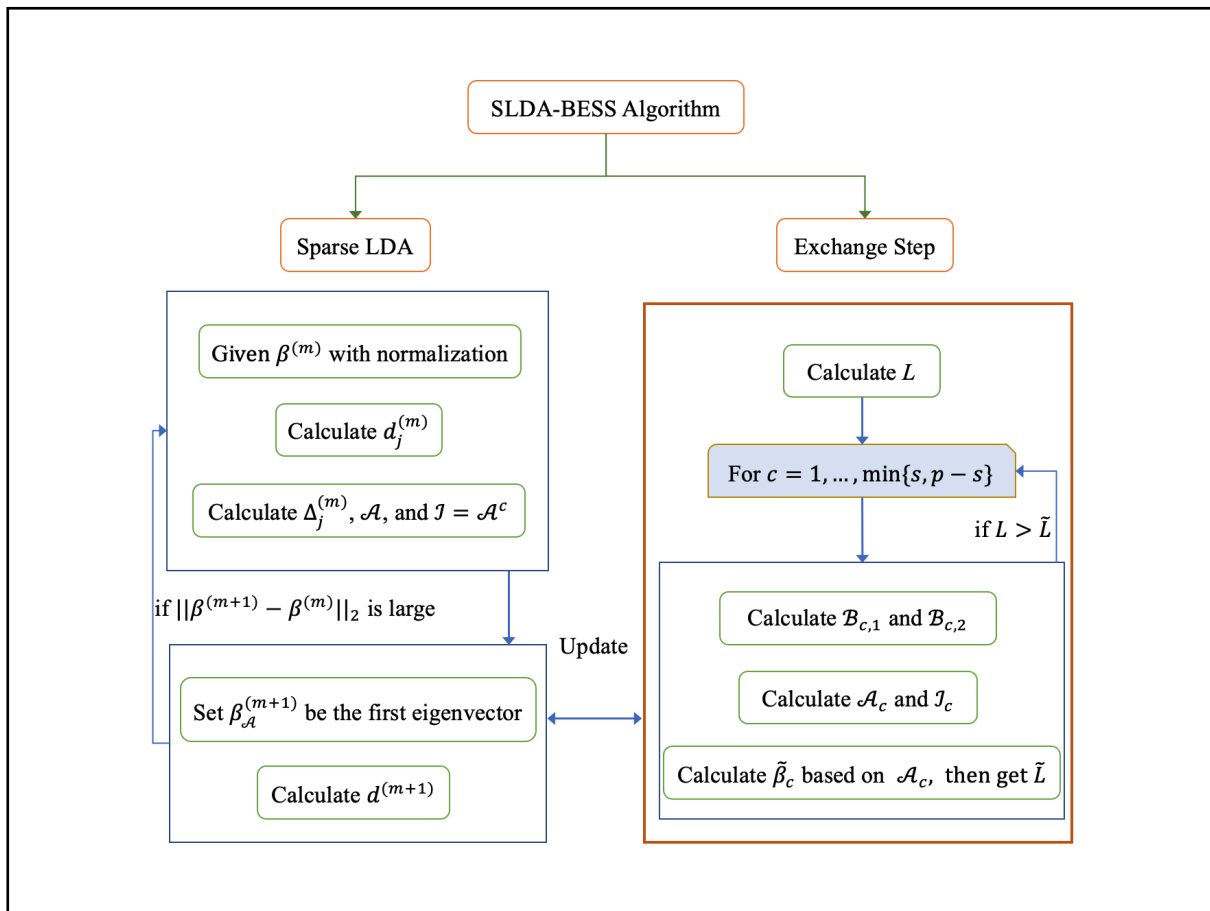 SLDA-BESS Algorithm
Sparse LDA
Exchange Step
Given β^(m) with normalization
Calculate d_j^(m)
Calculate Δ_j^(m), 𝒜, and ℐ = 𝒜^c
if ||β^(m+1) − β^(m)||_2 is large
Set β_𝒜^(m+1) be the first eigenvector
Calculate d^(m+1)
Update
Calculate L
For c = 1, … , min{s, p − s}
if L > L̃
Calculate ℬ_c,1 and ℬ_c,2
Calculate 𝒜_c and ℐ_c
Calculate β̃_c based on 𝒜_c, then get L̃